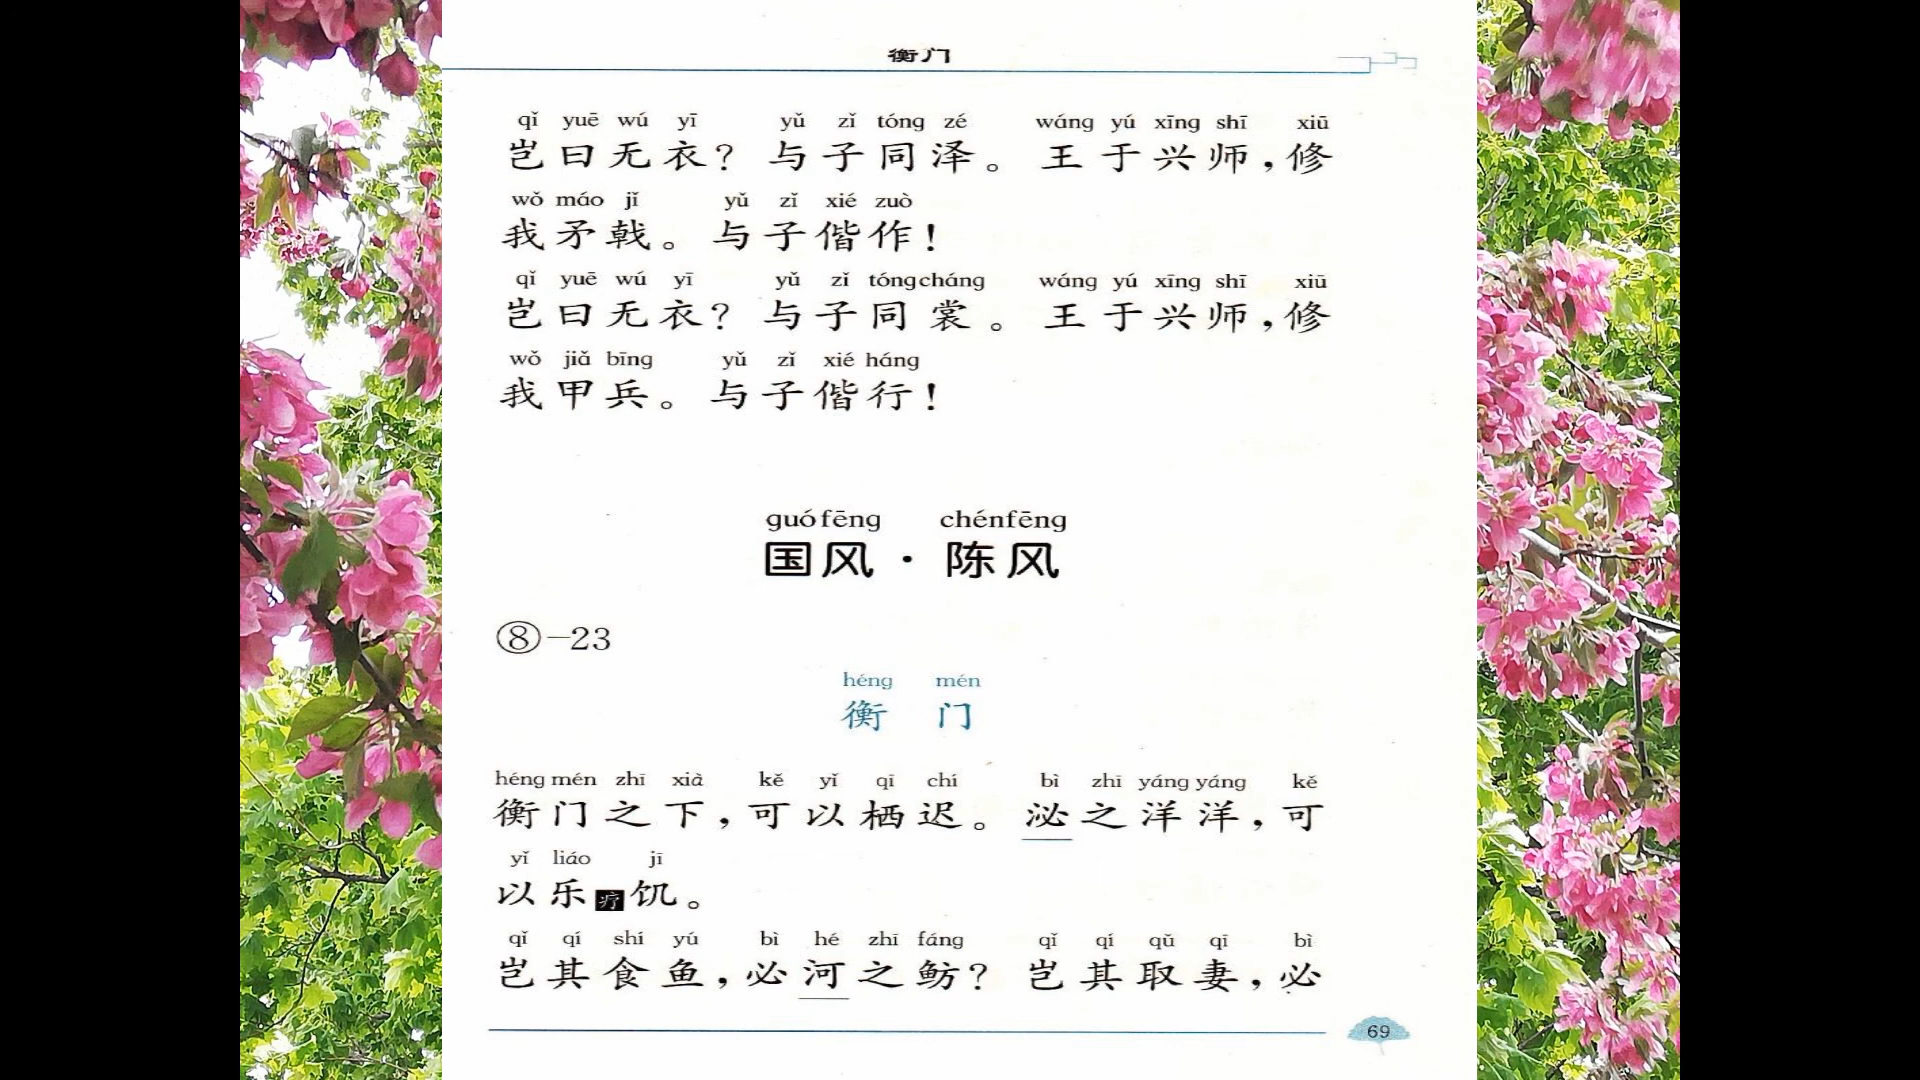 衡门
qǐ yuē wú yī yǔ zǐ tóng zé wáng yú xīng shī xiū
岂曰无衣？与子同泽。王于兴师，修
wǒ máo jǐ yǔ zǐ xié zuò
我矛戟。与子偕作！
qǐ yuē wú yī yǔ zǐ tóng cháng wáng yú xīng shī xiū
岂曰无衣？与子同裳。王于兴师，修
wǒ jiǎ bīng yǔ zǐ xié háng
我甲兵。与子偕行！
guó fēng chén fēng
国风·陈风
⑧-23
héng mén
衡门
héng mén zhī xià kě yǐ qī chí bì zhī yáng yáng kě
衡门之下，可以栖迟。泌之洋洋，可
yǐ liáo jī
以乐疗饥。
qǐ qí shí yú bì hé zhī fáng qǐ qí qǔ qī bì
岂其食鱼，必河之鲂？岂其取妻，必
69